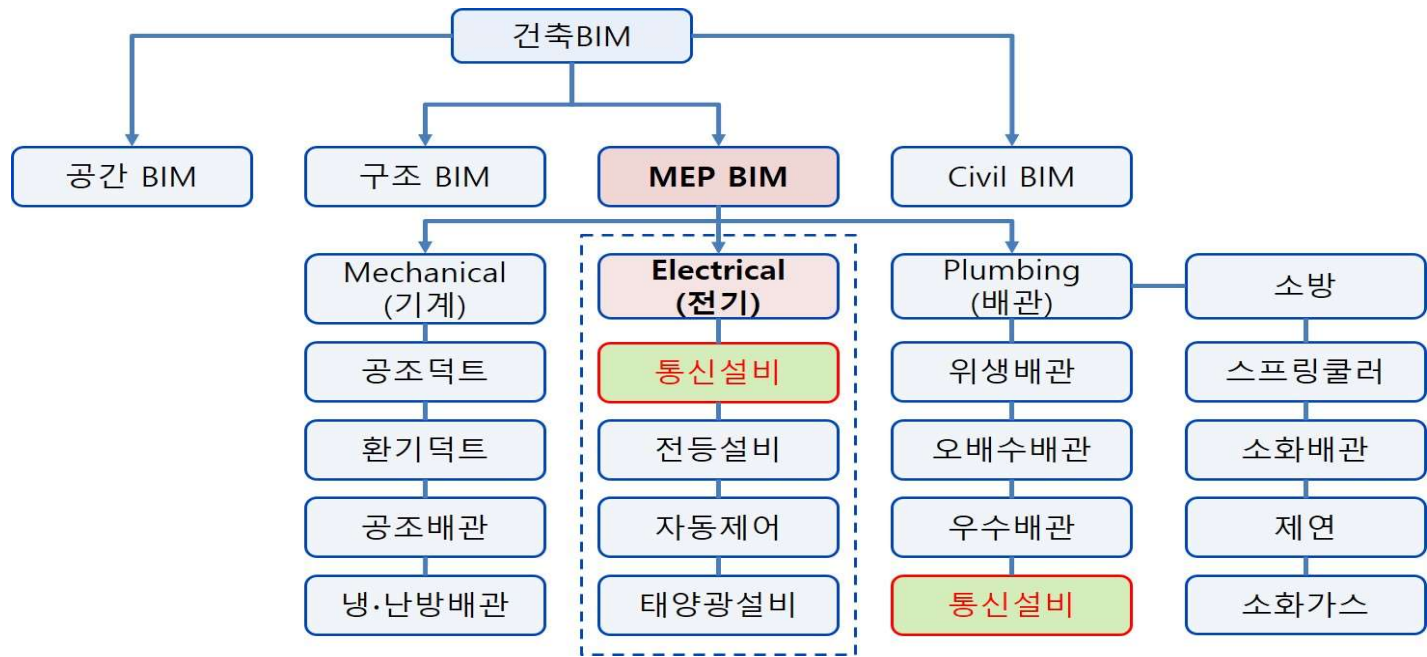 건축BIM
공간 BIM
구조 BIM
MEP BIM
Civil BIM
Mechanical
(기계)
Electrical
(전기)
Plumbing
(배관)
소방
공조덕트
통신설비
위생배관
스프링쿨러
환기덕트
전등설비
오배수배관
소화배관
공조배관
자동제어
우수배관
제연
냉·난방배관
태양광설비
통신설비
소화가스